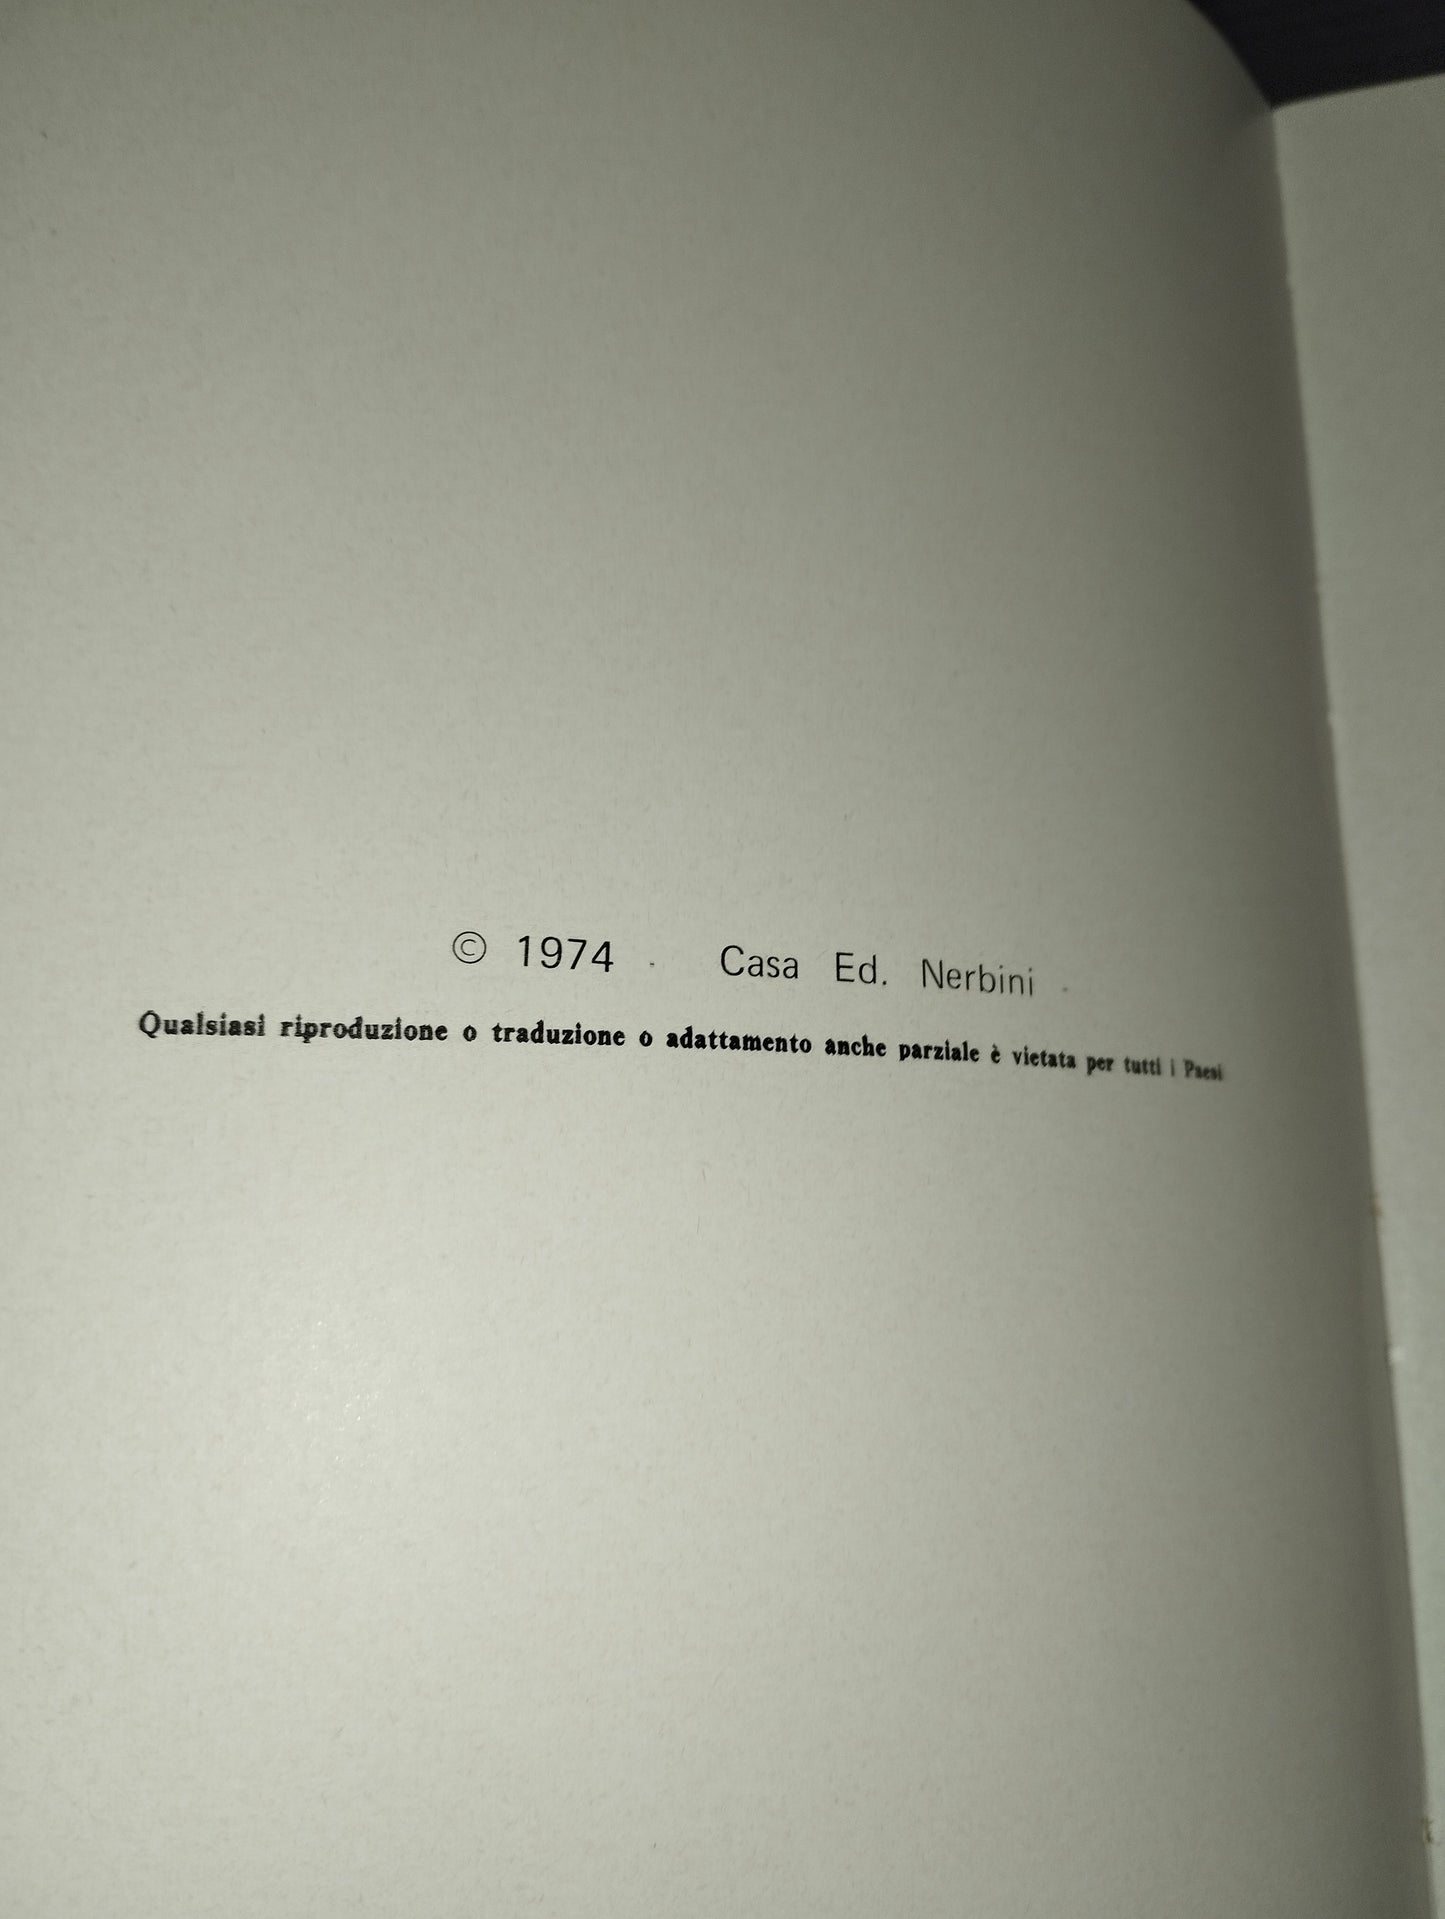 © 1974 - Casa Ed. Nerbini -
Qualsiasi riproduzione o traduzione o adattamento anche parziale è vietata per tutti i Paesi